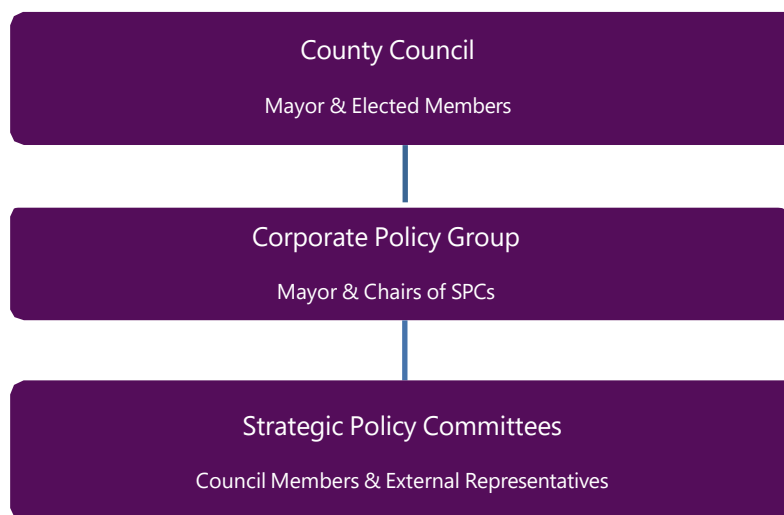 County Council
Mayor & Elected Members
Corporate Policy Group
Mayor & Chairs of SPCs
Strategic Policy Committees
Council Members & External Representatives